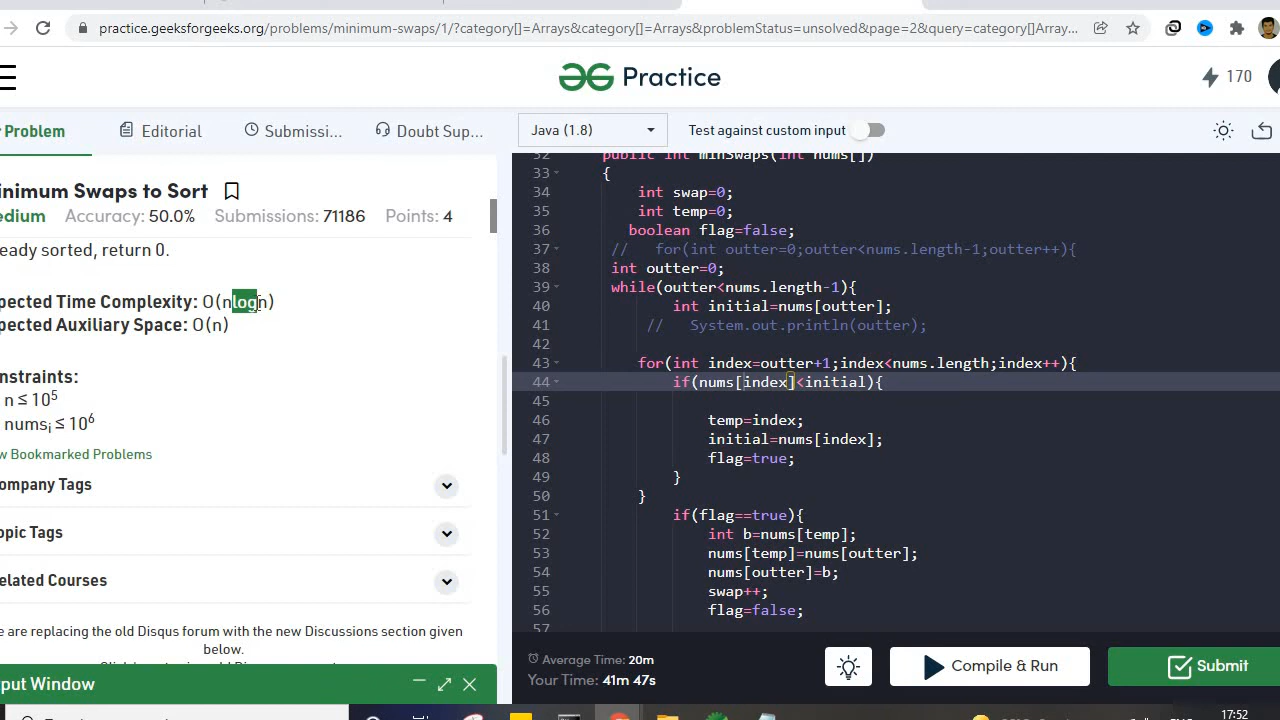 practice.geeksforgeeks.org/problems/minimum-swaps/1/?category[]=Arrays&category[]=Arrays&problemStatus=unsolved&page=2&query=category[]Array...
Practice
170
Problem
Editorial
Submissi...
Doubt Sup...
Java (1.8)
Test against custom input
nimum Swaps to Sort
edium Accuracy: 50.0% Submissions: 71186 Points: 4
eady sorted, return 0.
pected Time Complexity: O(nlogn)
pected Auxiliary Space: O(n)
nstraints:
n ≤ 10⁵
numsᵢ ≤ 10⁶
w Bookmarked Problems
ompany Tags
opic Tags
elated Courses
e are replacing the old Disqus forum with the new Discussions section given
below.
put Window
32 public int minSwaps(int nums[])
33 {
34 int swap=0;
35 int temp=0;
36 boolean flag=false;
37 // for(int outter=0;outter<nums.length-1;outter++){
38 int outter=0;
39 while(outter<nums.length-1){
40 int initial=nums[outter];
41 // System.out.println(outter);
42
43 for(int index=outter+1;index<nums.length;index++){
44 if(nums[index]<initial){
45
46 temp=index;
47 initial=nums[index];
48 flag=true;
49 }
50 }
51 if(flag==true){
52 int b=nums[temp];
53 nums[temp]=nums[outter];
54 nums[outter]=b;
55 swap++;
56 flag=false;
57
Average Time: 20m
Your Time: 41m 47s
Compile & Run
Submit
17:52